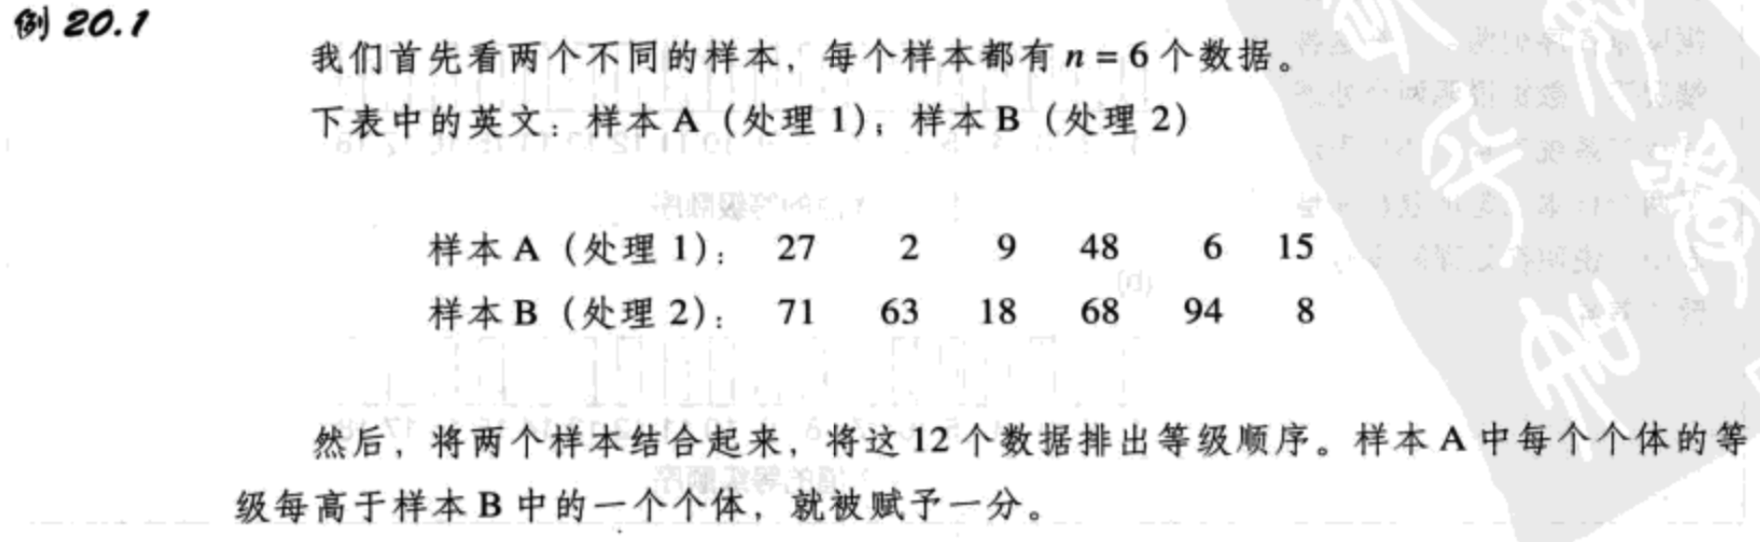 例 20.1
我们首先看两个不同的样本，每个样本都有 n = 6 个数据。
下表中的英文：样本 A（处理 1）；样本 B（处理 2）
样本 A（处理 1）： 27 2 9 48 6 15
样本 B（处理 2）： 71 63 18 68 94 8
然后，将两个样本结合起来，将这 12 个数据排出等级顺序。样本 A 中每个个体的等
级每高于样本 B 中的一个个体，就被赋予一分。